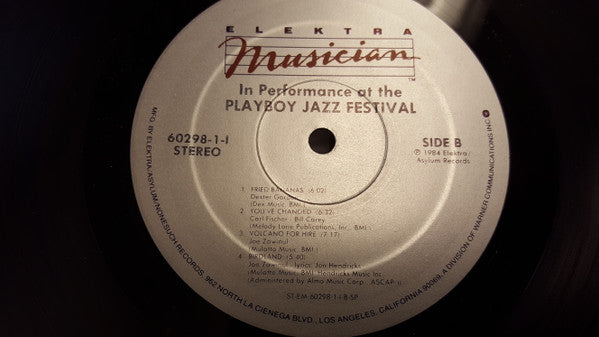 ELEKTRA
Musician
TM
In Performance at the
PLAYBOY JAZZ FESTIVAL
60298-1-I
STEREO
SIDE B
℗ 1984 Elektra/
Asylum Records
1 FRIED BANANAS (6:02)
Dexter Gordon
(Dex Music, BMI)
2 YOU'VE CHANGED (6:32)
Carl Fischer - Bill Carey
(Melody Lane Publications, Inc., BMI)
3 VOLCANO FOR HIRE (7:17)
Joe Zawinul
(Mulatto Music, BMI)
4 BIRDLAND (5:40)
Joe Zawinul - lyrics: Jon Hendricks
(Mulatto Music, BMI, Hendricks Music Inc.
(Administered by Almo Music Corp., ASCAP))
ST-EM 60298-1-I-B-SP
MFG. BY ELEKTRA/ASYLUM/NONESUCH RECORDS, 962 NORTH LA CIENEGA BLVD., LOS ANGELES, CALIFORNIA 90069, A DIVISION OF WARNER COMMUNICATIONS INC.